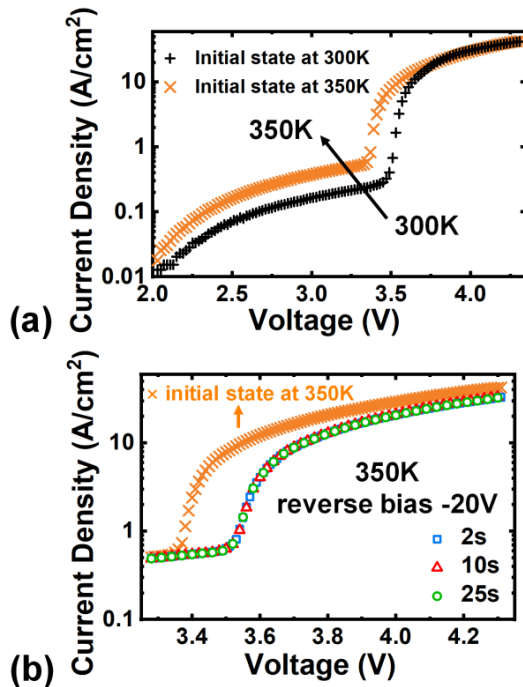 (a)
Current Density (A/cm²)
10
1
0.1
0.01
+ Initial state at 300K
× Initial state at 350K
350K
300K
2.0 2.5 3.0 3.5 4.0
Voltage (V)
(b)
Current Density (A/cm²)
10
1
0.1
× initial state at 350K
350K
reverse bias -20V
2s
10s
25s
3.4 3.6 3.8 4.0 4.2
Voltage (V)